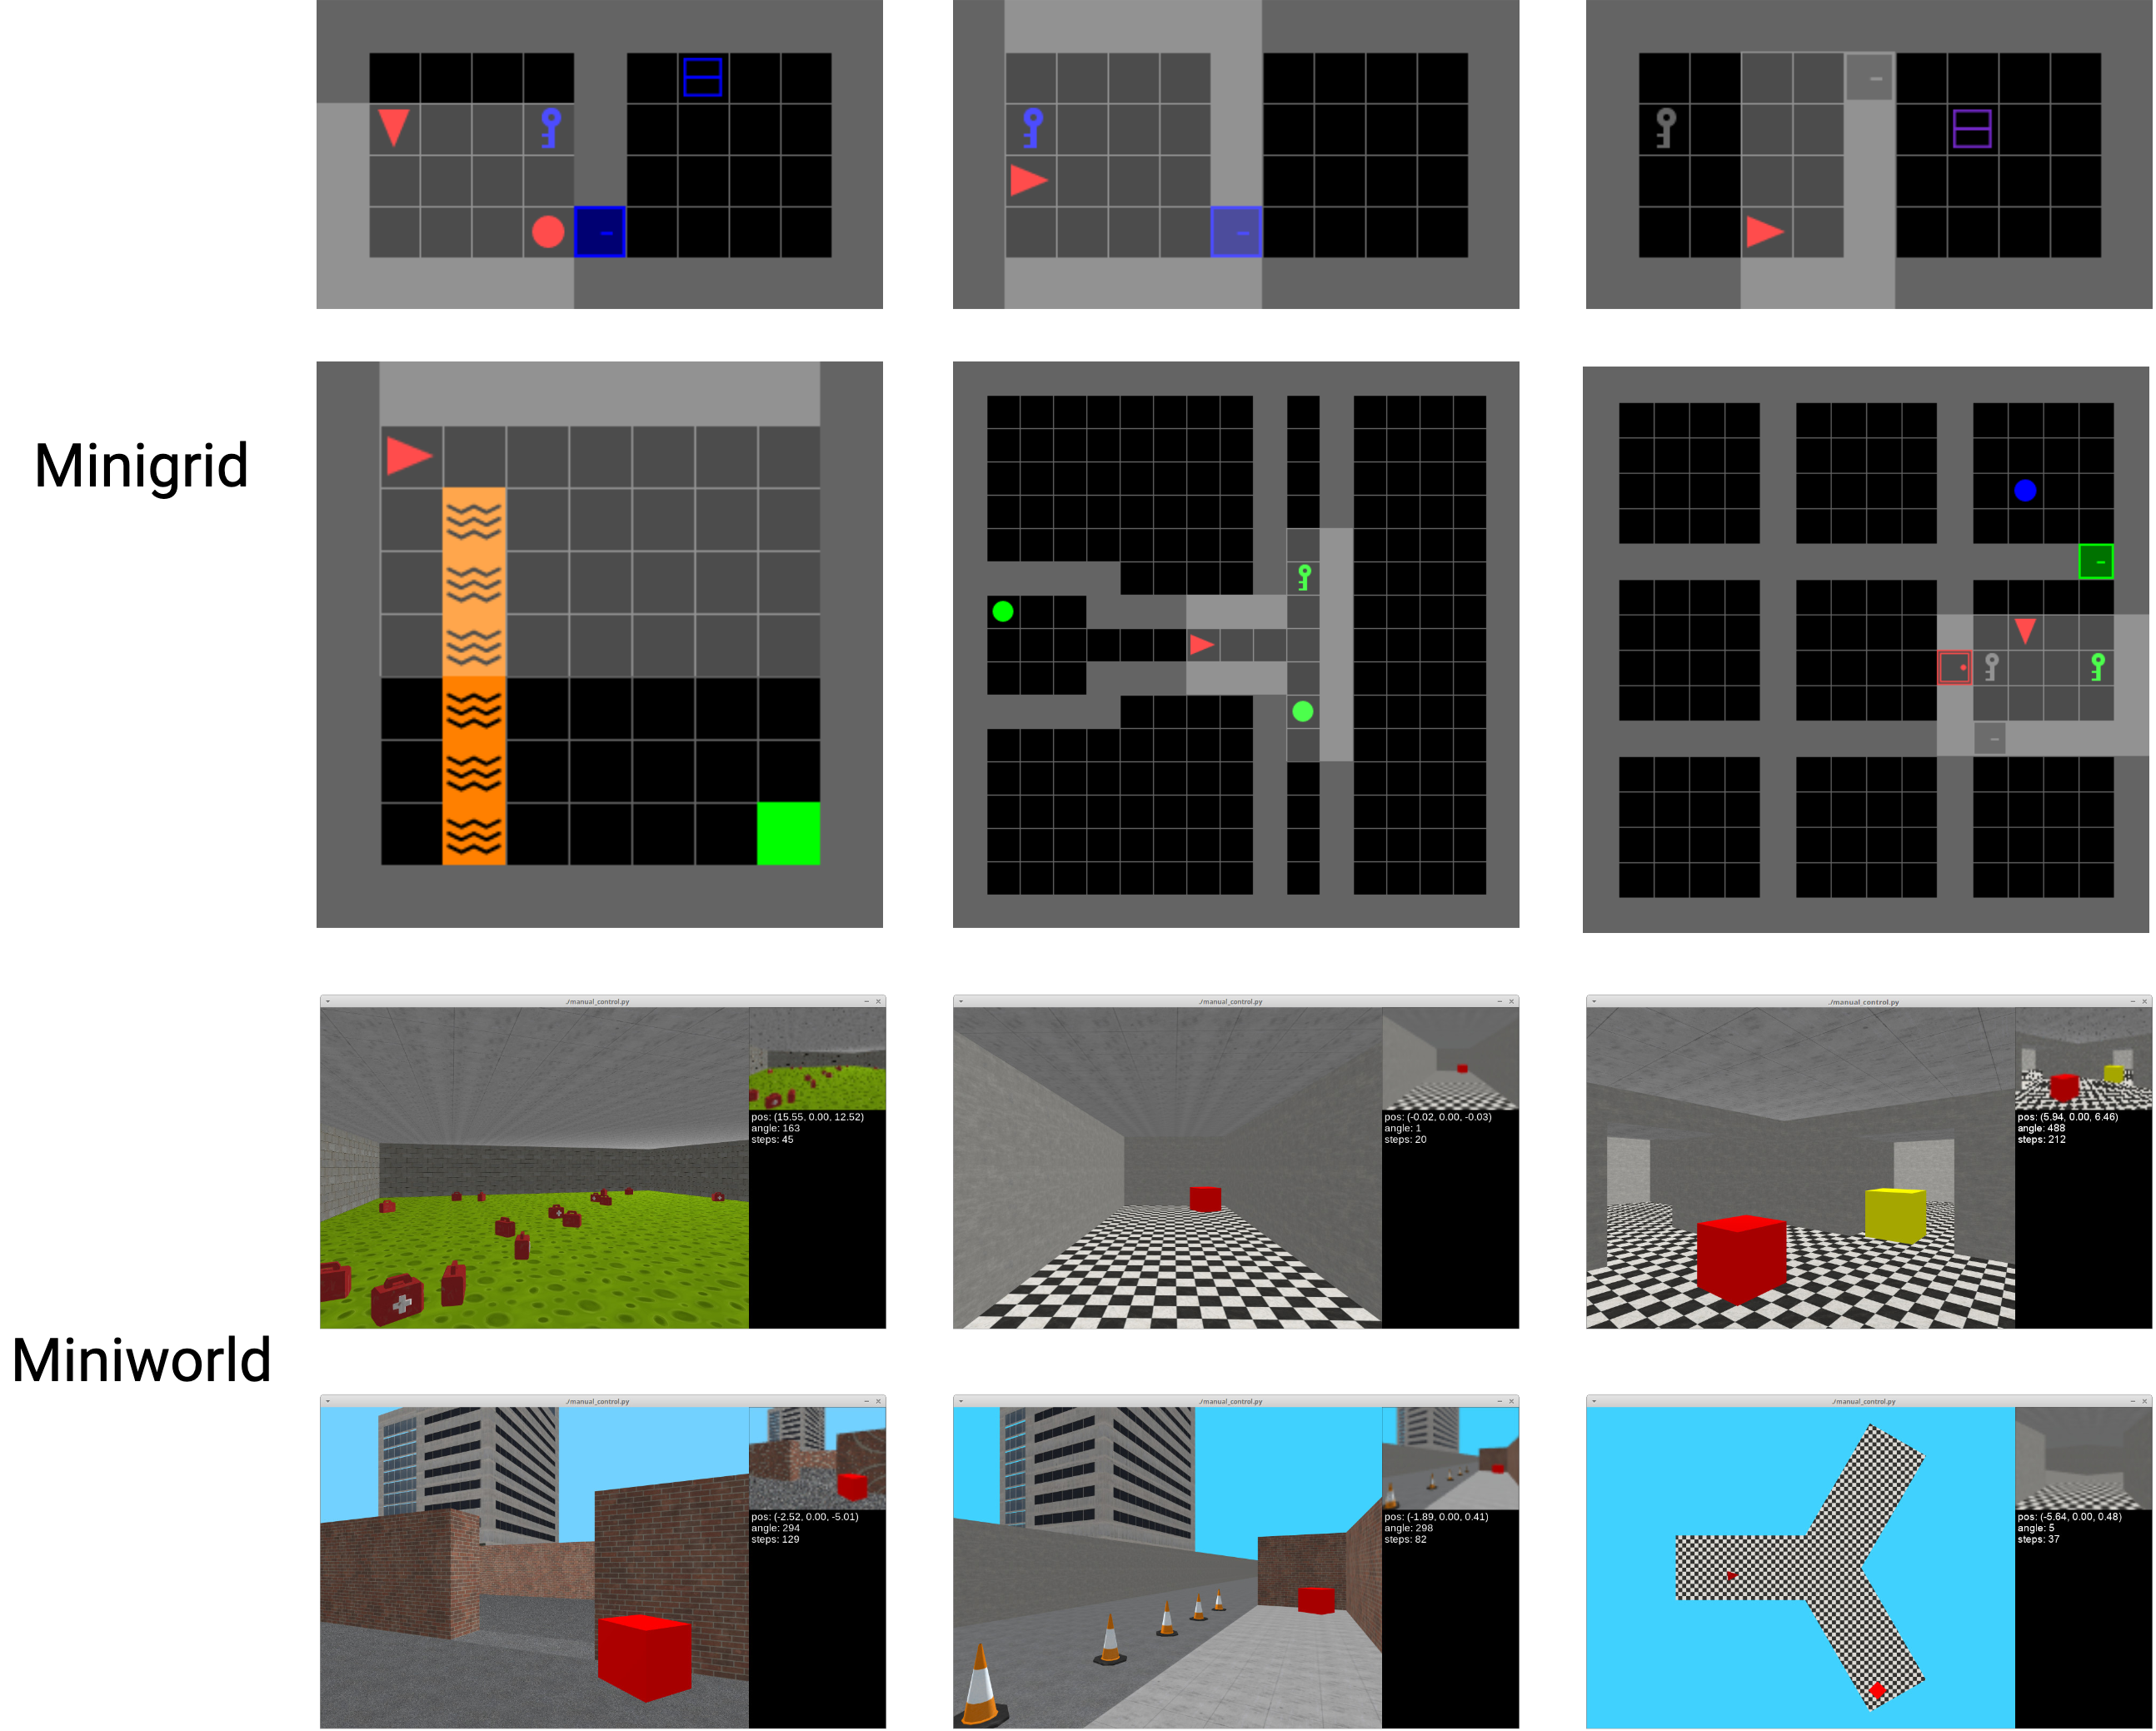 Minigrid
./manual_control.py
pos: (15.55, 0.00, 12.52)
angle: 163
steps: 45
./manual_control.py
pos: (-0.02, 0.00, -0.03)
angle: 1
steps: 20
./manual_control.py
pos: (5.94, 0.00, 6.46)
angle: 488
steps: 212
Miniworld
./manual_control.py
pos: (-2.52, 0.00, -5.01)
angle: 294
steps: 129
./manual_control.py
pos: (-1.89, 0.00, 0.41)
angle: 298
steps: 82
./manual_control.py
pos: (-5.64, 0.00, 0.48)
angle: 5
steps: 37